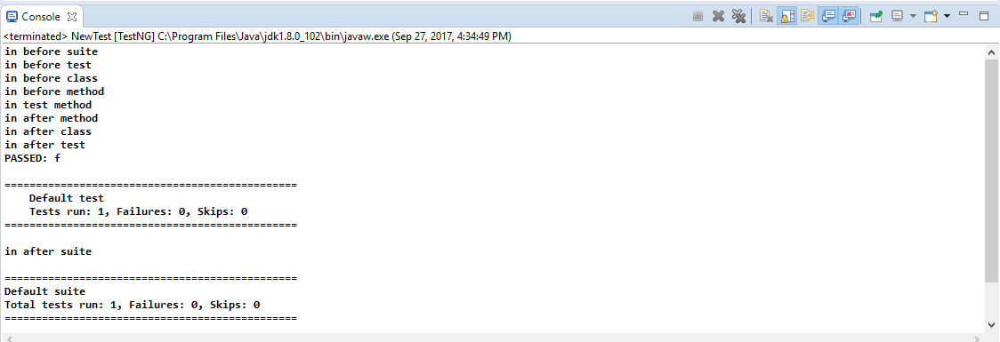 Console
<terminated> NewTest [TestNG] C:\Program Files\Java\jdk1.8.0_102\bin\javaw.exe (Sep 27, 2017, 4:34:49 PM)
in before suite
in before test
in before class
in before method
in test method
in after method
in after class
in after test
PASSED: f
===============================================
Default test
Tests run: 1, Failures: 0, Skips: 0
===============================================
in after suite
===============================================
Default suite
Total tests run: 1, Failures: 0, Skips: 0
===============================================